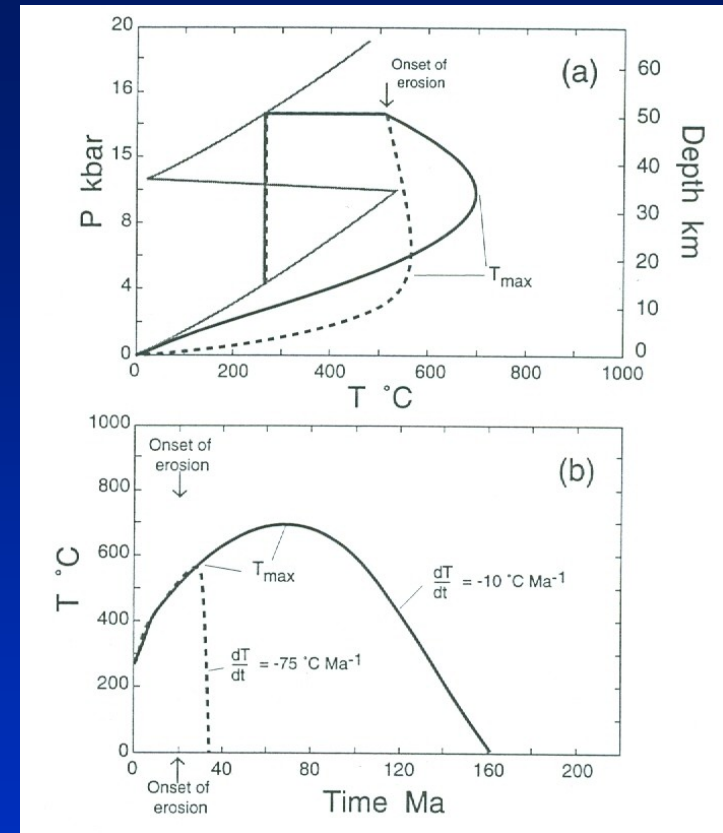 20
16
15
8
4
0
P kbar
Onset of
erosion
(a)
60
50
40
30
20
10
0
Depth km
Tmax
0 200 400 600 800 1000
T °C
1000
800
600
400
200
0
T °C
Onset of
erosion
(b)
Tmax
dT
dt
= -10 °C Ma-1
dT
dt
= -75 °C Ma-1
0 40 80 120 160 200
Onset of
erosion
Time Ma